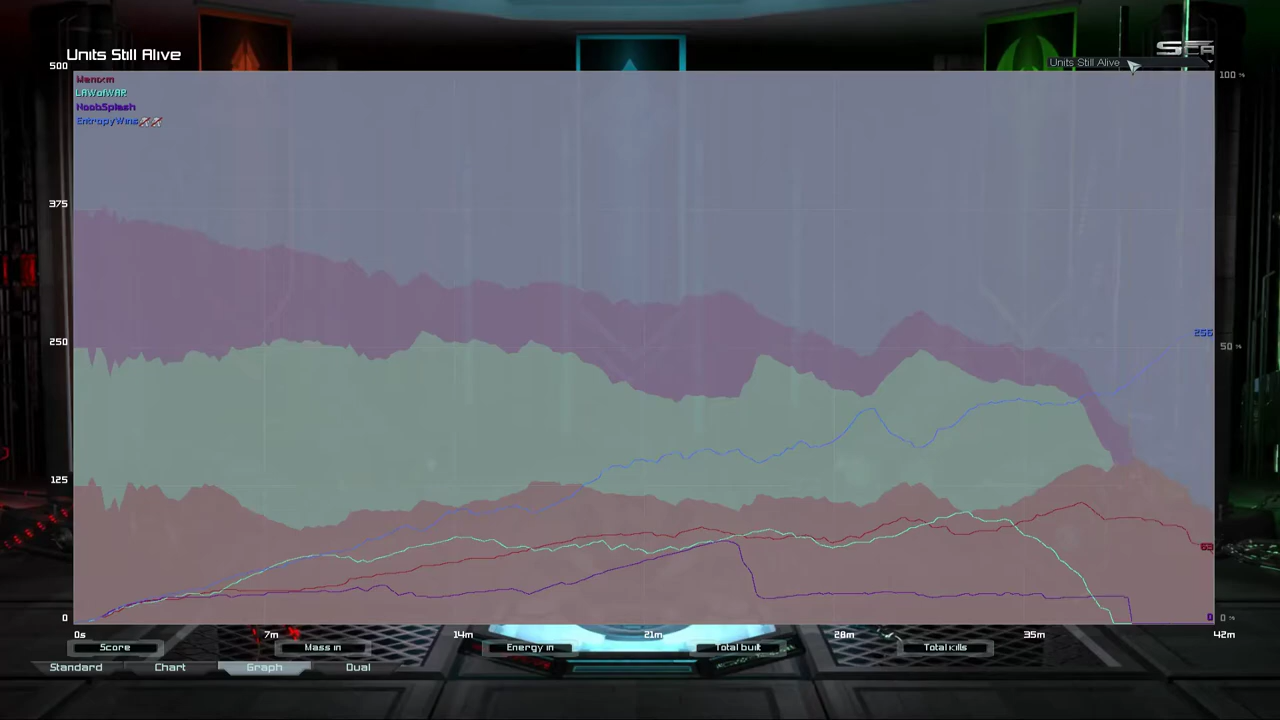 Units Still Alive
SCA
Units Still Alive
500
100 %
LAWofWAR
NoobSplash
EntropyWins
375
255
250
50 %
125
63
0
0
0 %
0s
7m
14m
21m
28m
35m
42m
Score
Mass in
Energy in
Total built
Total kills
Standard
Chart
Graph
Dual